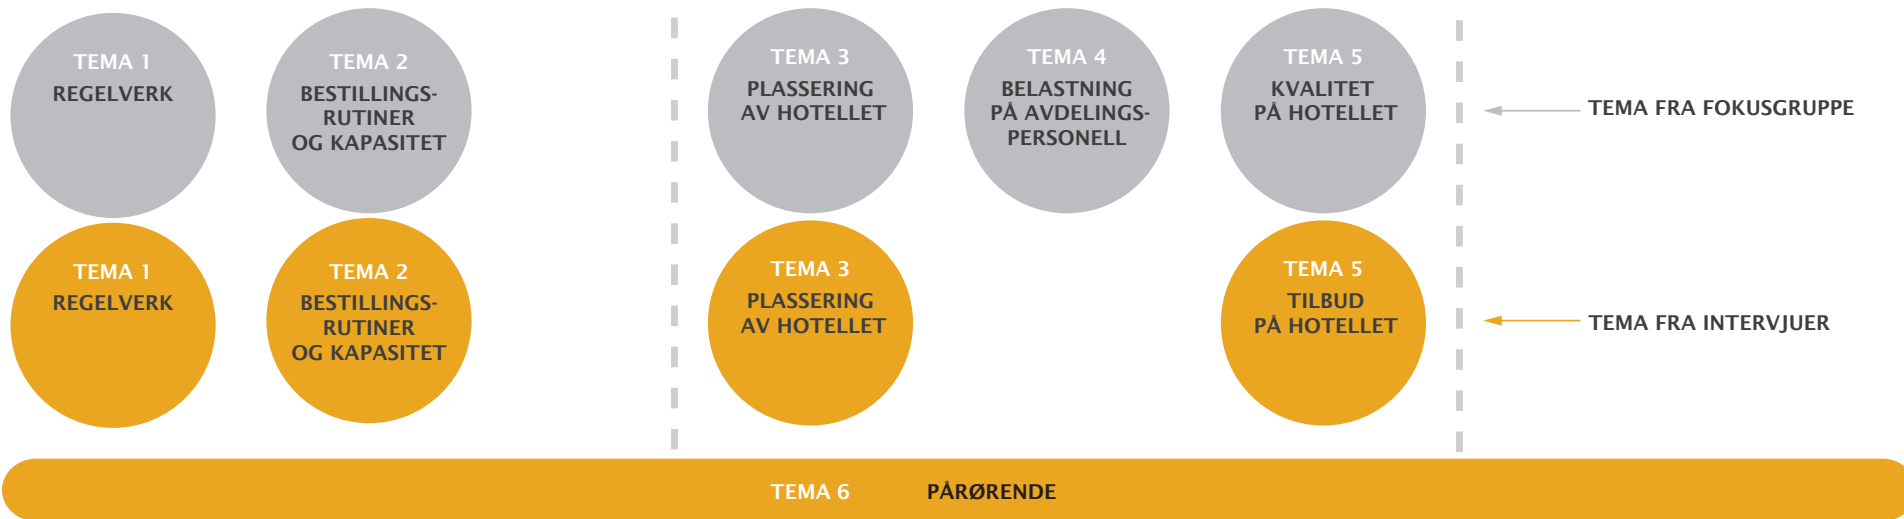 TEMA 1
REGELVERK
TEMA 2
BESTILLINGS-
RUTINER
OG KAPASITET
TEMA 3
PLASSERING
AV HOTELLET
TEMA 4
BELASTNING
PÅ AVDELINGS-
PERSONELL
TEMA 5
KVALITET
PÅ HOTELLET
TEMA FRA FOKUSGRUPPE
TEMA 1
REGELVERK
TEMA 2
BESTILLINGS-
RUTINER
OG KAPASITET
TEMA 3
PLASSERING
AV HOTELLET
TEMA 5
TILBUD
PÅ HOTELLET
TEMA FRA INTERVJUER
TEMA 6 PÅRØRENDE